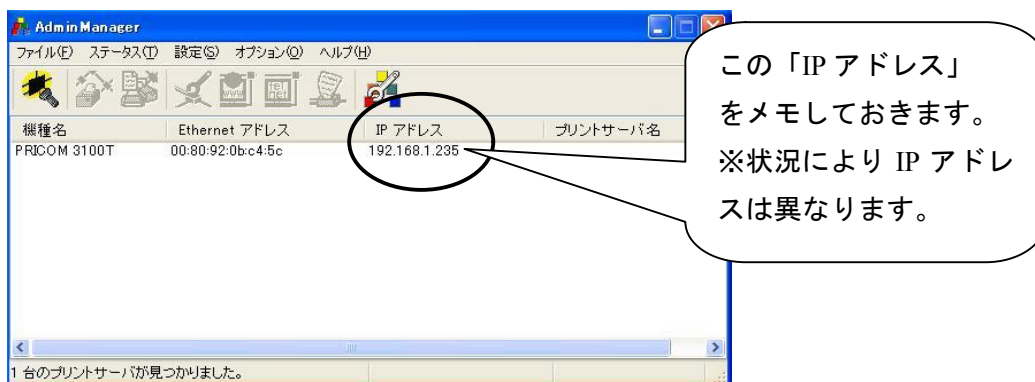 AdminManager
ファイル(F) ステータス(T) 設定(S) オプション(O) ヘルプ(H)
機種名 Ethernet アドレス IP アドレス プリントサーバ名
PRICOM 3100T 00:80:92:0b:c4:5c 192.168.1.235
1 台のプリントサーバが見つかりました。
この「IP アドレス」
をメモしておきます。
※状況により IP アドレ
スは異なります。